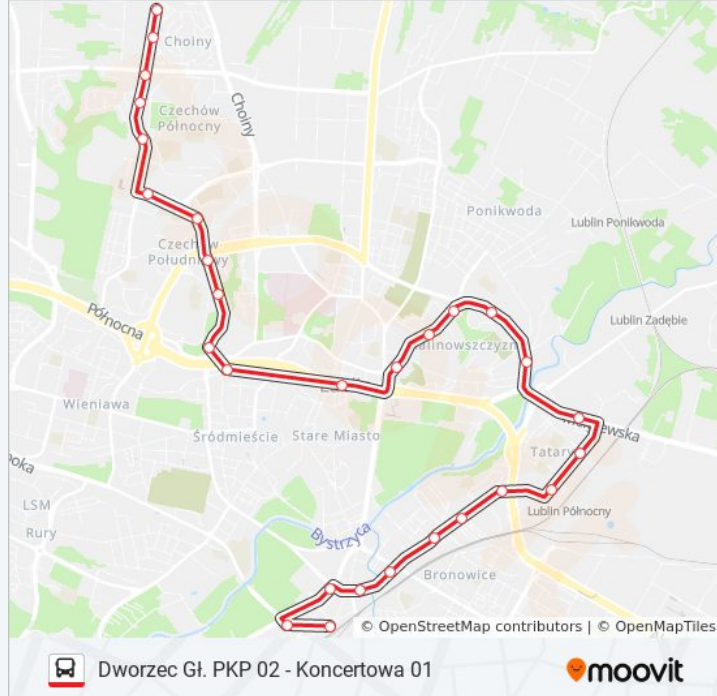 Choiny
Choiny
Czechów
Północny
Ponikwoda
Lublin Ponikwoda
Czechów
Południowy
Północna
Lublin Zadębie
Kalinowszczyzna
Wieniawa
Śródmieście
Stare Miasto
Tatary
LSM
Rury
Lublin Północny
Bystrzyca
Bronowice
© OpenStreetMap contributors | © OpenMapTiles
Dworzec Gł. PKP 02 - Koncertowa 01
moovit